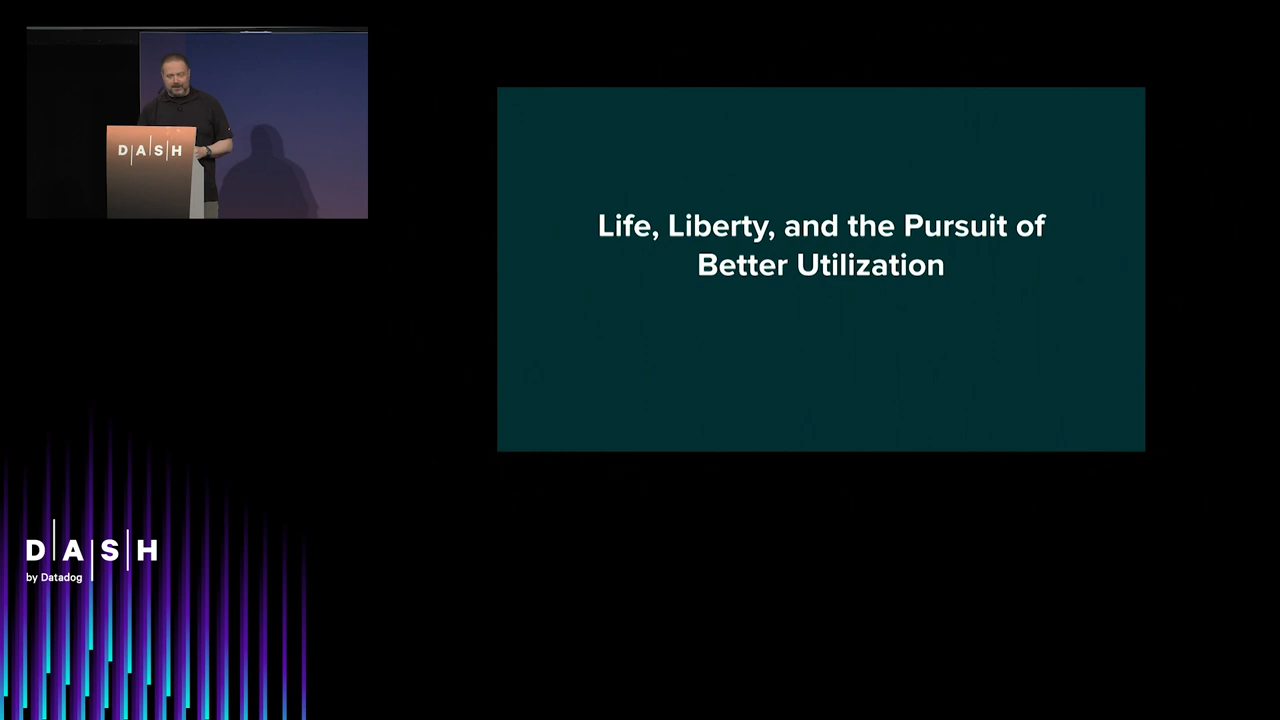 D A S H
Life, Liberty, and the Pursuit of
Better Utilization
D A S H
by Datadog